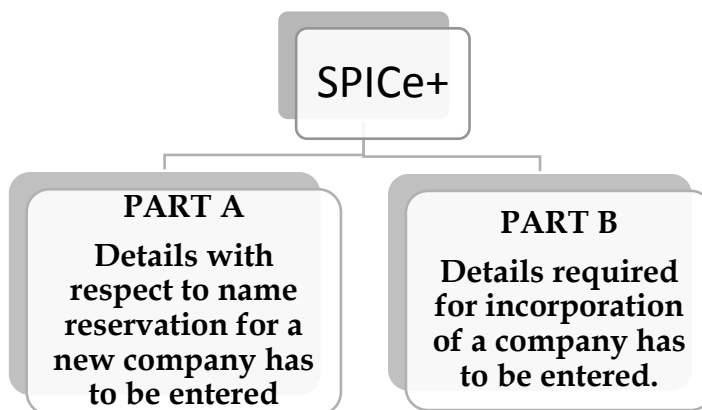 SPICe+
PART A
Details with
respect to name
reservation for a
new company has
to be entered
PART B
Details required
for incorporation
of a company has
to be entered.